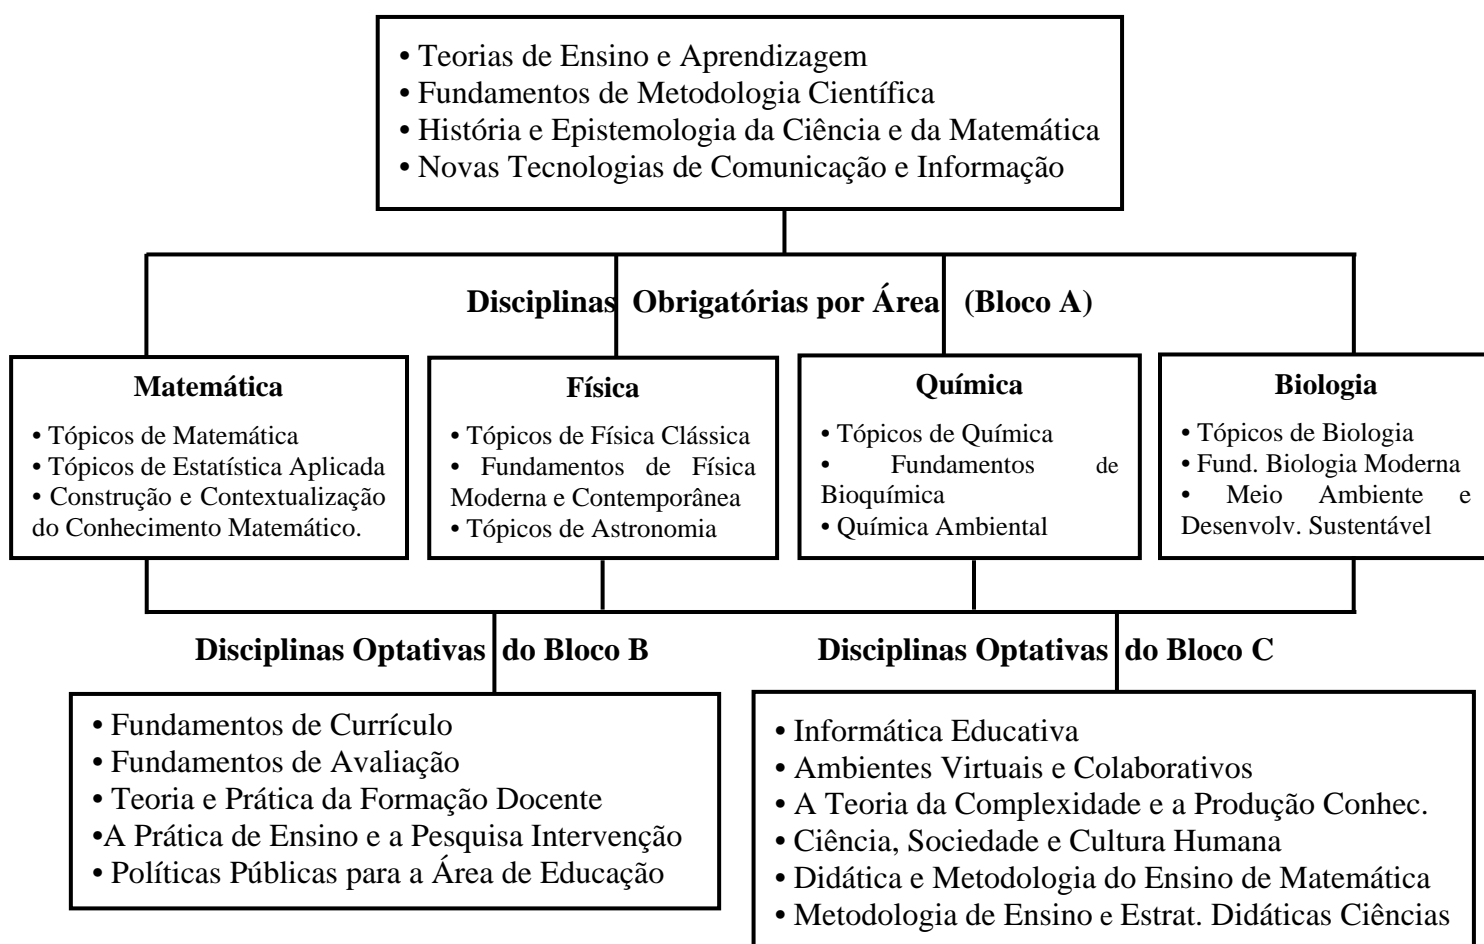 • Teorias de Ensino e Aprendizagem
• Fundamentos de Metodologia Científica
• História e Epistemologia da Ciência e da Matemática
• Novas Tecnologias de Comunicação e Informação
Disciplinas Obrigatórias por Área (Bloco A)
Matemática
• Tópicos de Matemática
• Tópicos de Estatística Aplicada
• Construção e Contextualização
do Conhecimento Matemático.
Física
• Tópicos de Física Clássica
• Fundamentos de Física
Moderna e Contemporânea
• Tópicos de Astronomia
Química
• Tópicos de Química
• Fundamentos de
Bioquímica
• Química Ambiental
Biologia
• Tópicos de Biologia
• Fund. Biologia Moderna
• Meio Ambiente e
Desenvolv. Sustentável
Disciplinas Optativas do Bloco B
• Fundamentos de Currículo
• Fundamentos de Avaliação
• Teoria e Prática da Formação Docente
•A Prática de Ensino e a Pesquisa Intervenção
• Políticas Públicas para a Área de Educação
Disciplinas Optativas do Bloco C
• Informática Educativa
• Ambientes Virtuais e Colaborativos
• A Teoria da Complexidade e a Produção Conhec.
• Ciência, Sociedade e Cultura Humana
• Didática e Metodologia do Ensino de Matemática
• Metodologia de Ensino e Estrat. Didáticas Ciências